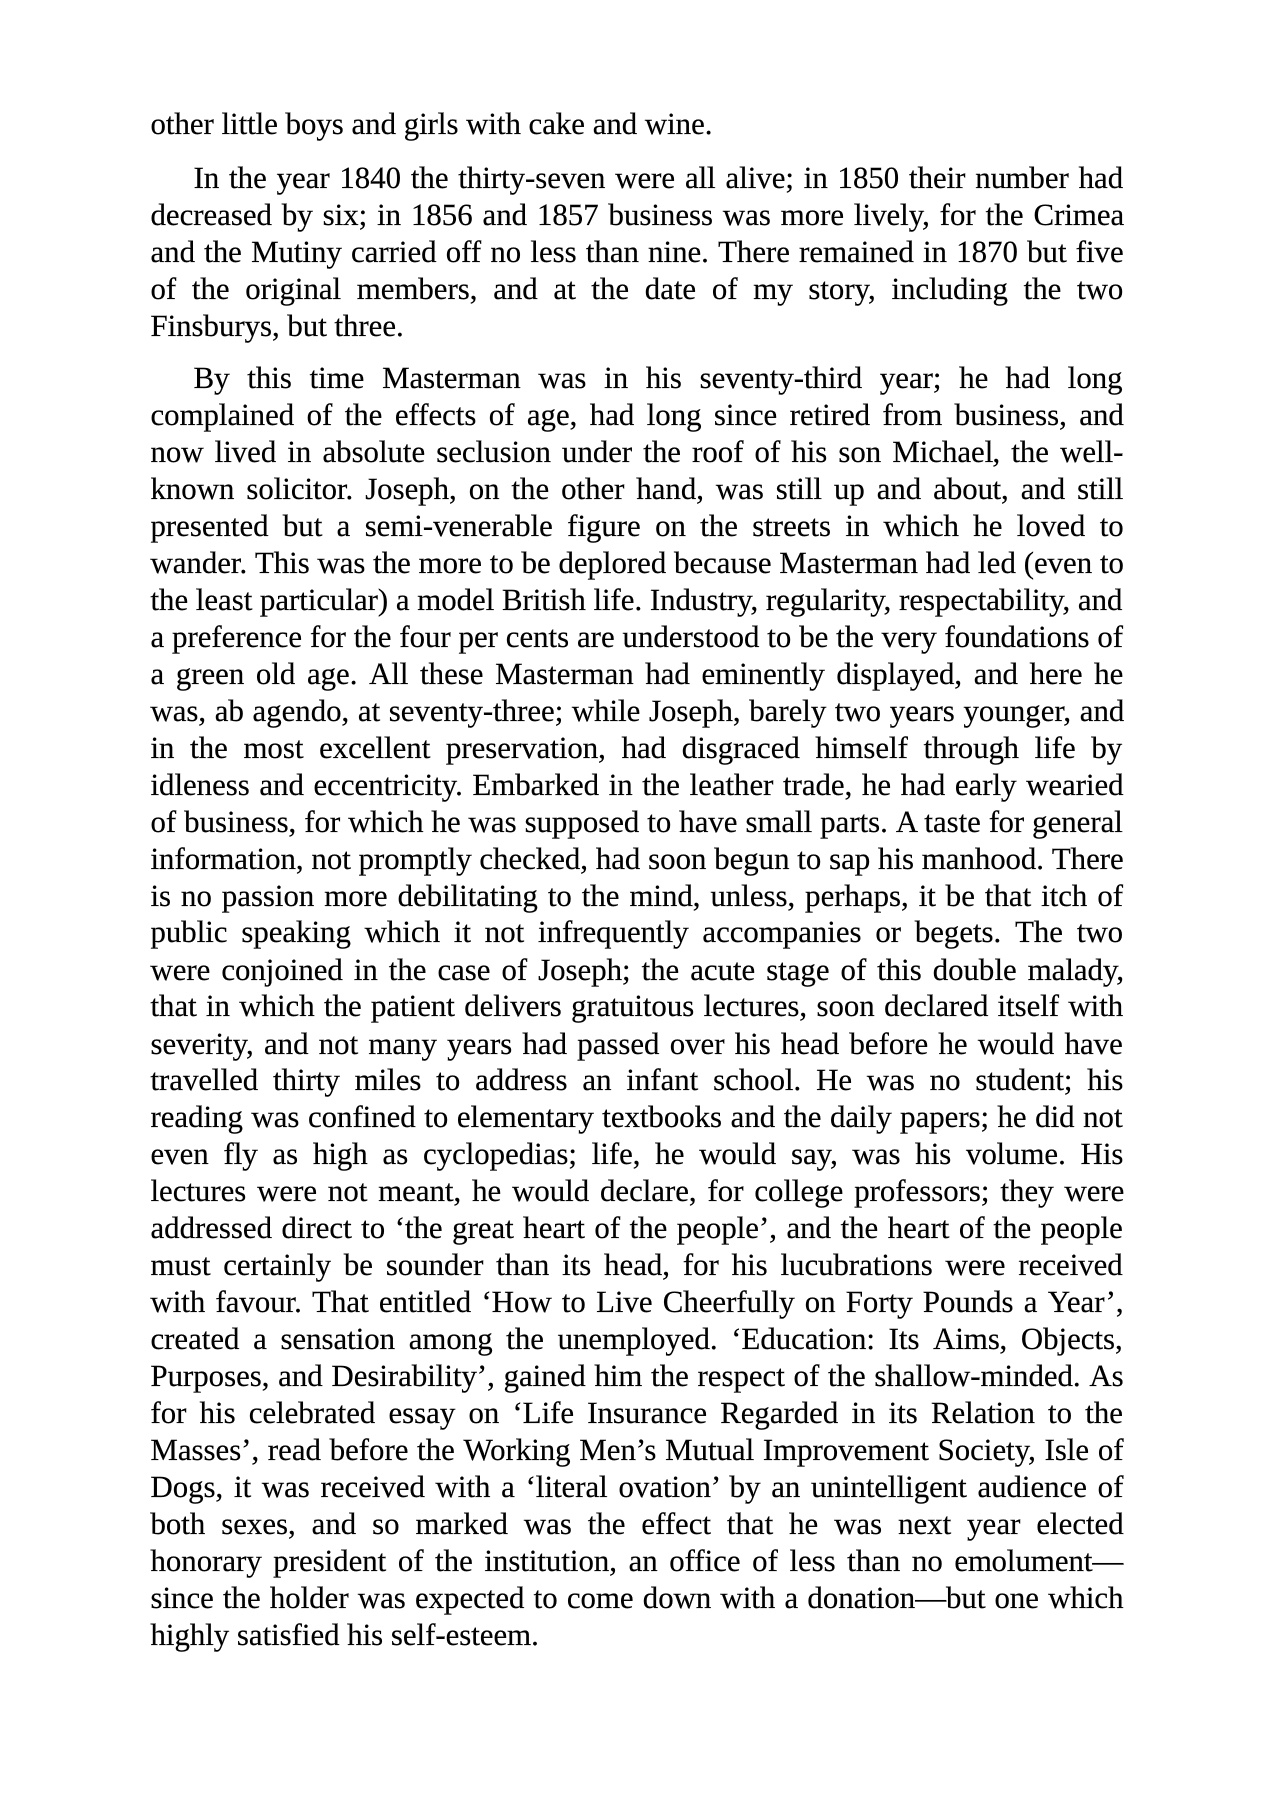 other little boys and girls with cake and wine.
In the year 1840 the thirty-seven were all alive; in 1850 their number had
decreased by six; in 1856 and 1857 business was more lively, for the Crimea
and the Mutiny carried off no less than nine. There remained in 1870 but five
of the original members, and at the date of my story, including the two
Finsburys, but three.
By this time Masterman was in his seventy-third year; he had long
complained of the effects of age, had long since retired from business, and
now lived in absolute seclusion under the roof of his son Michael, the well-
known solicitor. Joseph, on the other hand, was still up and about, and still
presented but a semi-venerable figure on the streets in which he loved to
wander. This was the more to be deplored because Masterman had led (even to
the least particular) a model British life. Industry, regularity, respectability, and
a preference for the four per cents are understood to be the very foundations of
a green old age. All these Masterman had eminently displayed, and here he
was, ab agendo, at seventy-three; while Joseph, barely two years younger, and
in the most excellent preservation, had disgraced himself through life by
idleness and eccentricity. Embarked in the leather trade, he had early wearied
of business, for which he was supposed to have small parts. A taste for general
information, not promptly checked, had soon begun to sap his manhood. There
is no passion more debilitating to the mind, unless, perhaps, it be that itch of
public speaking which it not infrequently accompanies or begets. The two
were conjoined in the case of Joseph; the acute stage of this double malady,
that in which the patient delivers gratuitous lectures, soon declared itself with
severity, and not many years had passed over his head before he would have
travelled thirty miles to address an infant school. He was no student; his
reading was confined to elementary textbooks and the daily papers; he did not
even fly as high as cyclopedias; life, he would say, was his volume. His
lectures were not meant, he would declare, for college professors; they were
addressed direct to ‘the great heart of the people’, and the heart of the people
must certainly be sounder than its head, for his lucubrations were received
with favour. That entitled ‘How to Live Cheerfully on Forty Pounds a Year’,
created a sensation among the unemployed. ‘Education: Its Aims, Objects,
Purposes, and Desirability’, gained him the respect of the shallow-minded. As
for his celebrated essay on ‘Life Insurance Regarded in its Relation to the
Masses’, read before the Working Men’s Mutual Improvement Society, Isle of
Dogs, it was received with a ‘literal ovation’ by an unintelligent audience of
both sexes, and so marked was the effect that he was next year elected
honorary president of the institution, an office of less than no emolument—
since the holder was expected to come down with a donation—but one which
highly satisfied his self-esteem.